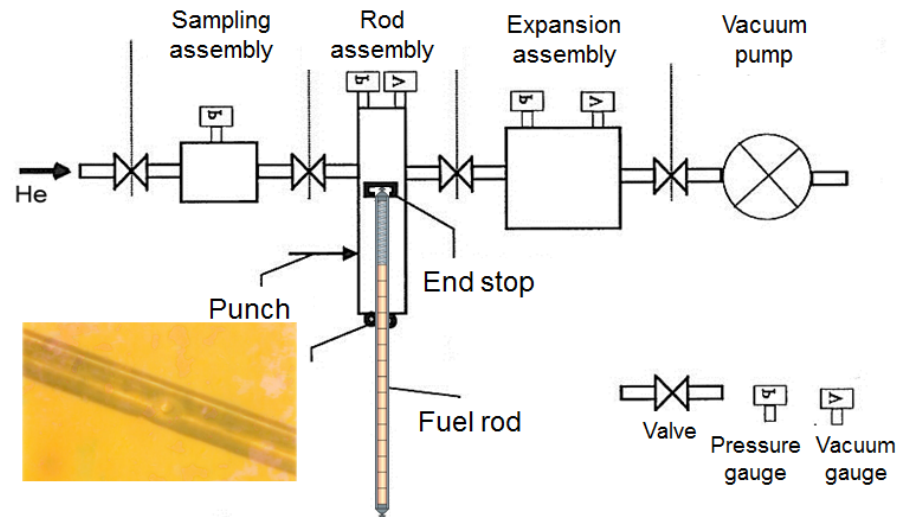 Sampling
assembly
Rod
assembly
Expansion
assembly
Vacuum
pump
He
End stop
Punch
Fuel rod
Valve
Pressure
gauge
Vacuum
gauge